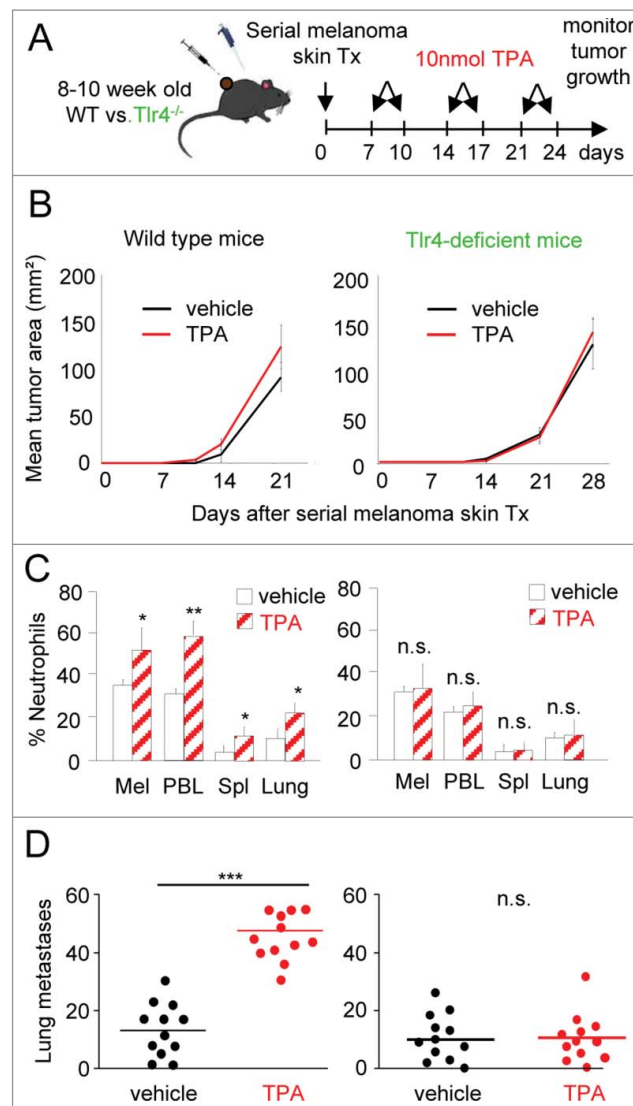 A
Serial melanoma
skin Tx
10nmol TPA
monitor
tumor
growth
8-10 week old
WT vs.Tlr4-/-
0 7 10 14 17 21 24 days
B
Wild type mice
Tlr4-deficient mice
Mean tumor area (mm²)
200
150
100
50
0
vehicle
TPA
0 7 14 21
200
150
100
50
0
vehicle
TPA
0 7 14 21 28
Days after serial melanoma skin Tx
C
% Neutrophils
80
60
40
20
0
vehicle
TPA
* ** * *
Mel PBL Spl Lung
80
60
40
20
0
vehicle
TPA
n.s. n.s. n.s. n.s.
Mel PBL Spl Lung
D
Lung metastases
60
40
20
0
***
vehicle TPA
60
40
20
0
n.s.
vehicle TPA